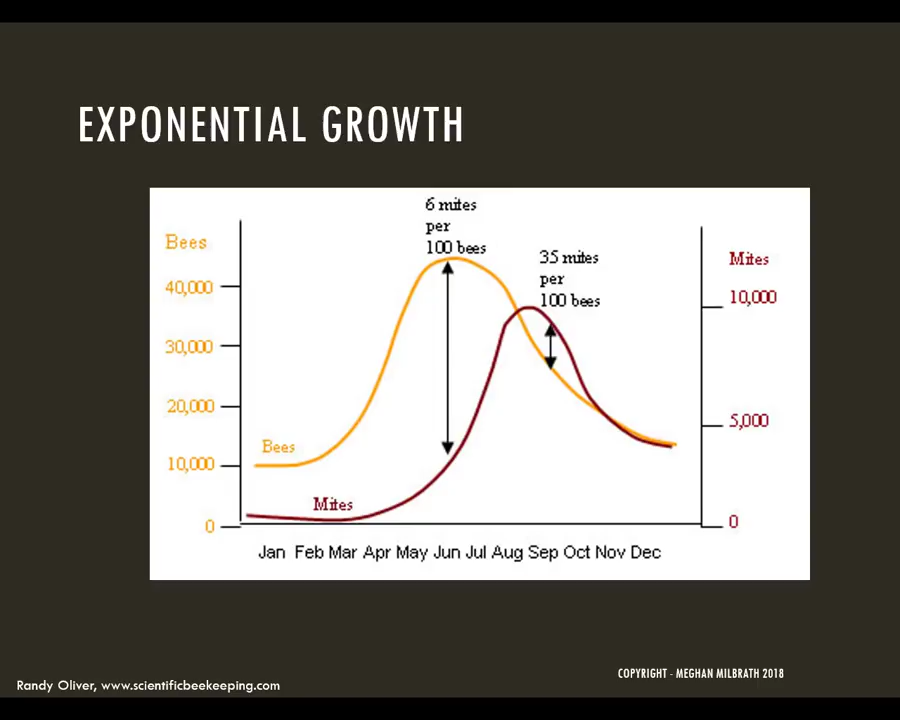 EXPONENTIAL GROWTH
6 mites
per
100 bees
35 mites
per
100 bees
Bees
40,000
30,000
20,000
10,000
0
Bees
Mites
Mites
10,000
5,000
0
Jan Feb Mar Apr May Jun Jul Aug Sep Oct Nov Dec
COPYRIGHT - MEGHAN MILBRATH 2018
Randy Oliver, www.scientificbeekeeping.com